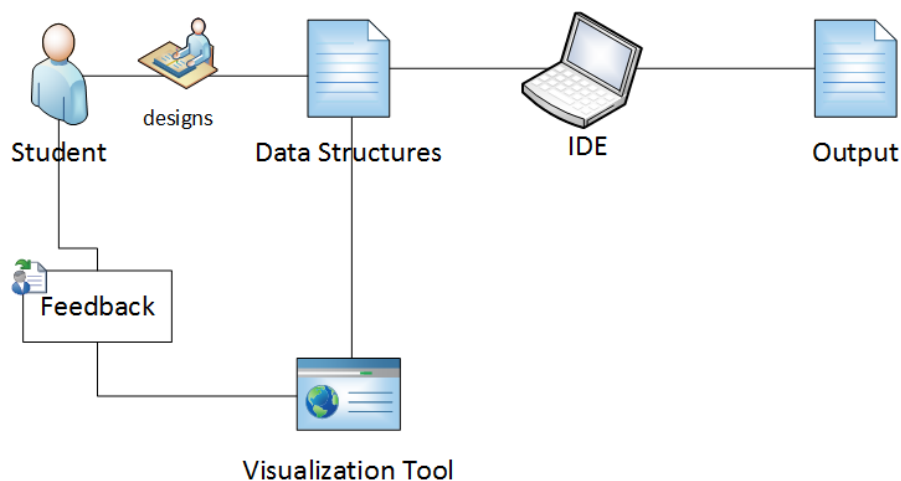 designs
Student
Data Structures
IDE
Output
Feedback
Visualization Tool